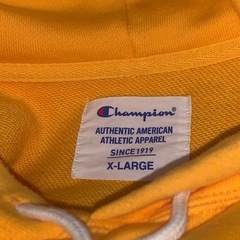 Champion
AUTHENTIC AMERICAN
ATHLETIC APPAREL
SINCE 1919
X-LARGE